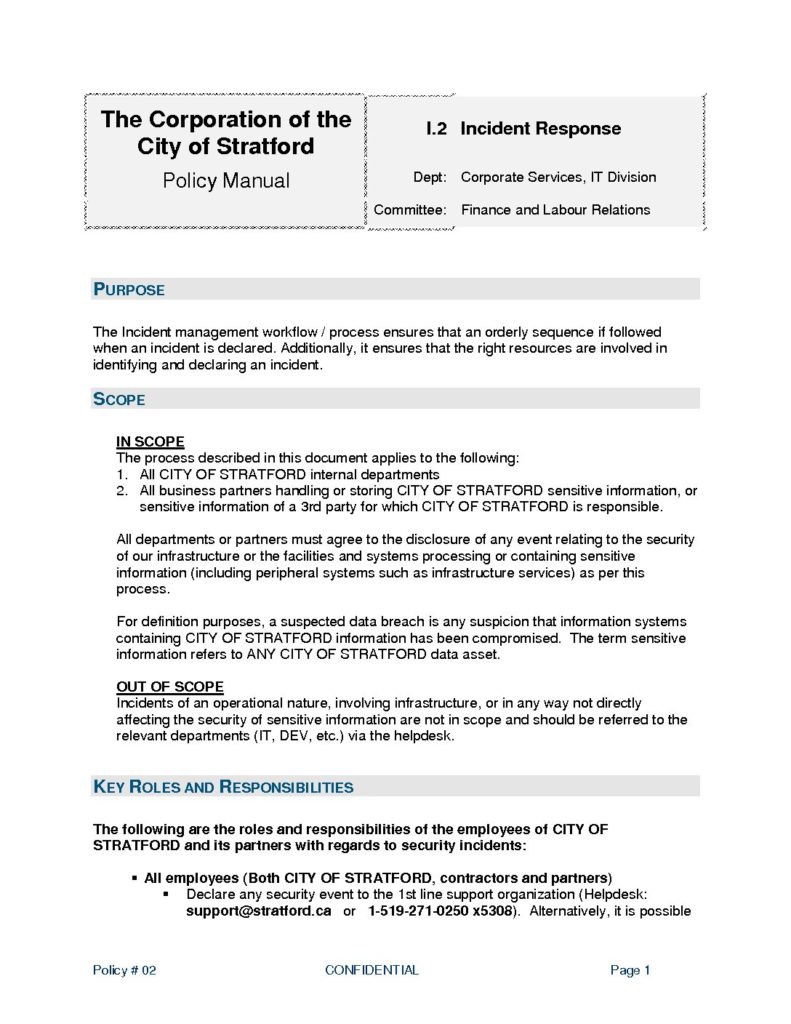 The Corporation of the
City of Stratford
Policy Manual
I.2 Incident Response
Dept: Corporate Services, IT Division
Committee: Finance and Labour Relations
PURPOSE
The Incident management workflow / process ensures that an orderly sequence if followed
when an incident is declared. Additionally, it ensures that the right resources are involved in
identifying and declaring an incident.
SCOPE
IN SCOPE
The process described in this document applies to the following:
1. All CITY OF STRATFORD internal departments
2. All business partners handling or storing CITY OF STRATFORD sensitive information, or
sensitive information of a 3rd party for which CITY OF STRATFORD is responsible.
All departments or partners must agree to the disclosure of any event relating to the security
of our infrastructure or the facilities and systems processing or containing sensitive
information (including peripheral systems such as infrastructure services) as per this
process.
For definition purposes, a suspected data breach is any suspicion that information systems
containing CITY OF STRATFORD information has been compromised. The term sensitive
information refers to ANY CITY OF STRATFORD data asset.
OUT OF SCOPE
Incidents of an operational nature, involving infrastructure, or in any way not directly
affecting the security of sensitive information are not in scope and should be referred to the
relevant departments (IT, DEV, etc.) via the helpdesk.
KEY ROLES AND RESPONSIBILITIES
The following are the roles and responsibilities of the employees of CITY OF
STRATFORD and its partners with regards to security incidents:
▪ All employees (Both CITY OF STRATFORD, contractors and partners)
▪ Declare any security event to the 1st line support organization (Helpdesk:
support@stratford.ca or 1-519-271-0250 x5308). Alternatively, it is possible
Policy # 02 CONFIDENTIAL Page 1